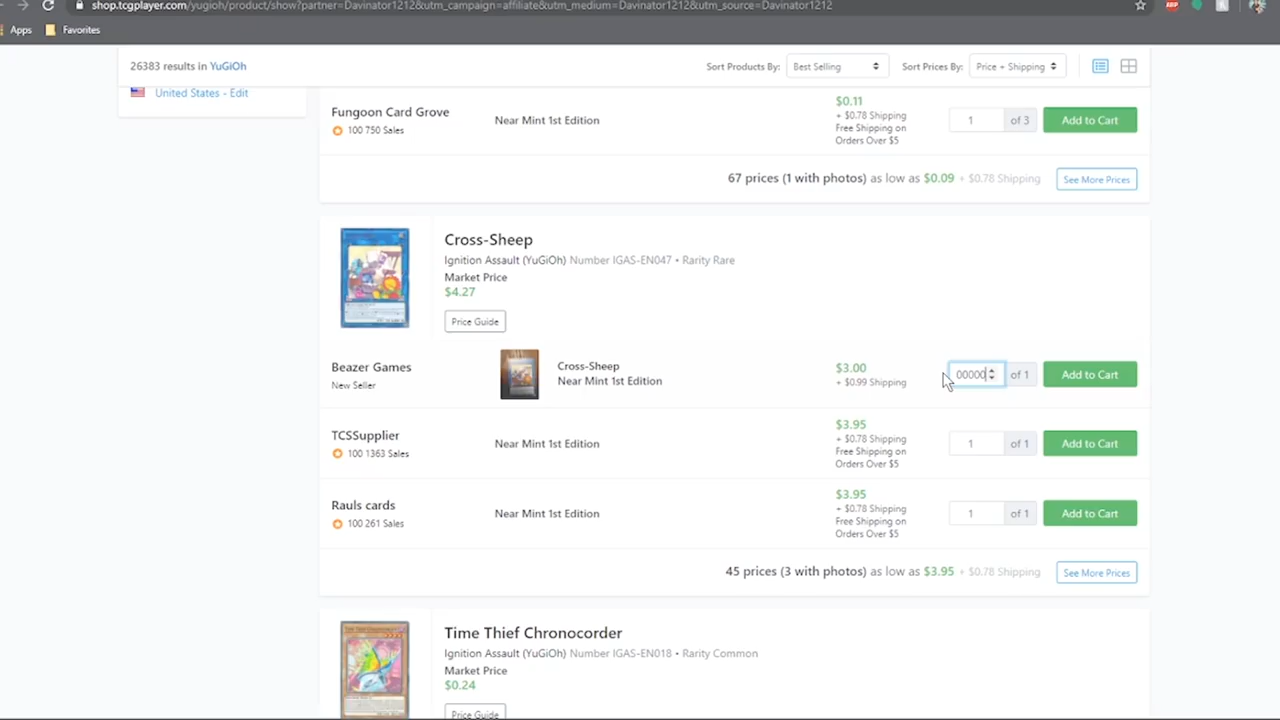 shop.tcgplayer.com/yugioh/product/show?partner=Davinator1212&utm_campaign=affiliate&utm_medium=Davinator1212&utm_source=Davinator1212
Apps Favorites
26383 results in YuGiOh
Sort Products By: Best Selling Sort Prices By: Price + Shipping
United States - Edit
Fungoon Card Grove
100 750 Sales
Near Mint 1st Edition
$0.11
+ $0.78 Shipping
Free Shipping on
Orders Over $5
1 of 3 Add to Cart
67 prices (1 with photos) as low as $0.09 + $0.78 Shipping See More Prices
Cross-Sheep
Ignition Assault (YuGiOh) Number IGAS-EN047 • Rarity Rare
Market Price
$4.27
Price Guide
Beazer Games
New Seller
Cross-Sheep
Near Mint 1st Edition
$3.00
+ $0.99 Shipping
00000 of 1 Add to Cart
TCSSupplier
100 1363 Sales
Near Mint 1st Edition
$3.95
+ $0.78 Shipping
Free Shipping on
Orders Over $5
1 of 1 Add to Cart
Rauls cards
100 261 Sales
Near Mint 1st Edition
$3.95
+ $0.78 Shipping
Free Shipping on
Orders Over $5
1 of 1 Add to Cart
45 prices (3 with photos) as low as $3.95 + $0.78 Shipping See More Prices
Time Thief Chronocorder
Ignition Assault (YuGiOh) Number IGAS-EN018 • Rarity Common
Market Price
$0.24
Price Guide